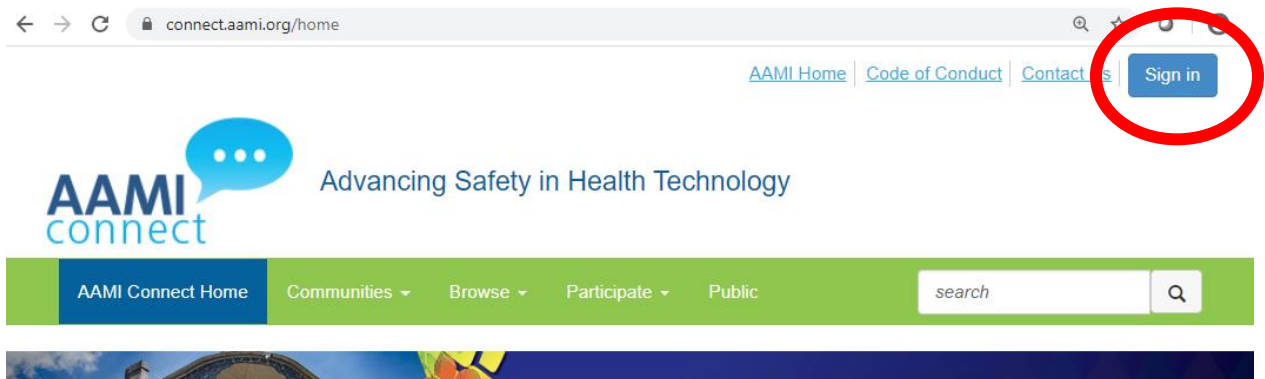 connect.aami.org/home
AAMI Home Code of Conduct Contact Us Sign in
AAMI
connect
Advancing Safety in Health Technology
AAMI Connect Home Communities Browse Participate Public search